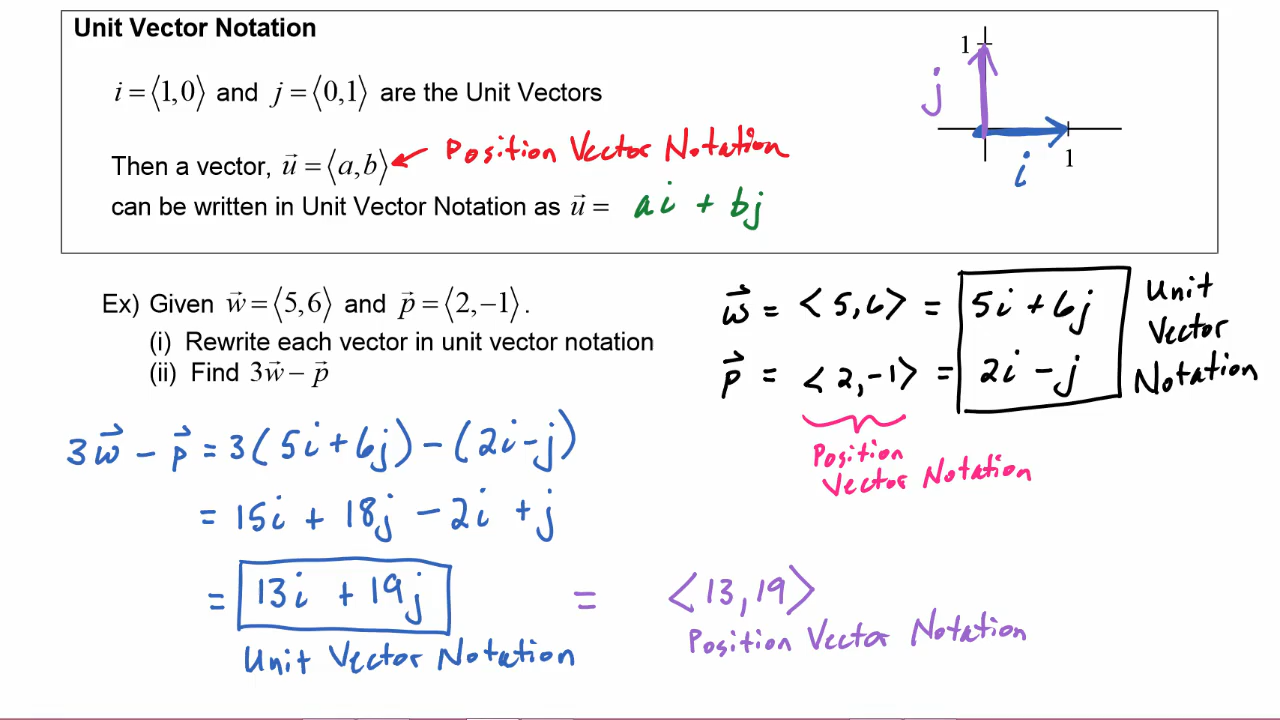 Unit Vector Notation
i = ⟨1,0⟩ and j = ⟨0,1⟩ are the Unit Vectors
1
j
i
1
Then a vector, u⃗ = ⟨a,b⟩ ← Position Vector Notation
can be written in Unit Vector Notation as u⃗ = ai + bj
Ex) Given w⃗ = ⟨5,6⟩ and p⃗ = ⟨2,−1⟩.
(i) Rewrite each vector in unit vector notation
(ii) Find 3w⃗ − p⃗
w⃗ = <5,6> = 5i + 6j
p⃗ = <2,-1> = 2i - j
Unit
Vector
Notation
Position
Vector Notation
3w⃗ - p⃗ = 3(5i+6j) - (2i-j)
= 15i + 18j - 2i + j
= 13i + 19j = <13,19>
Unit Vector Notation
Position Vector Notation